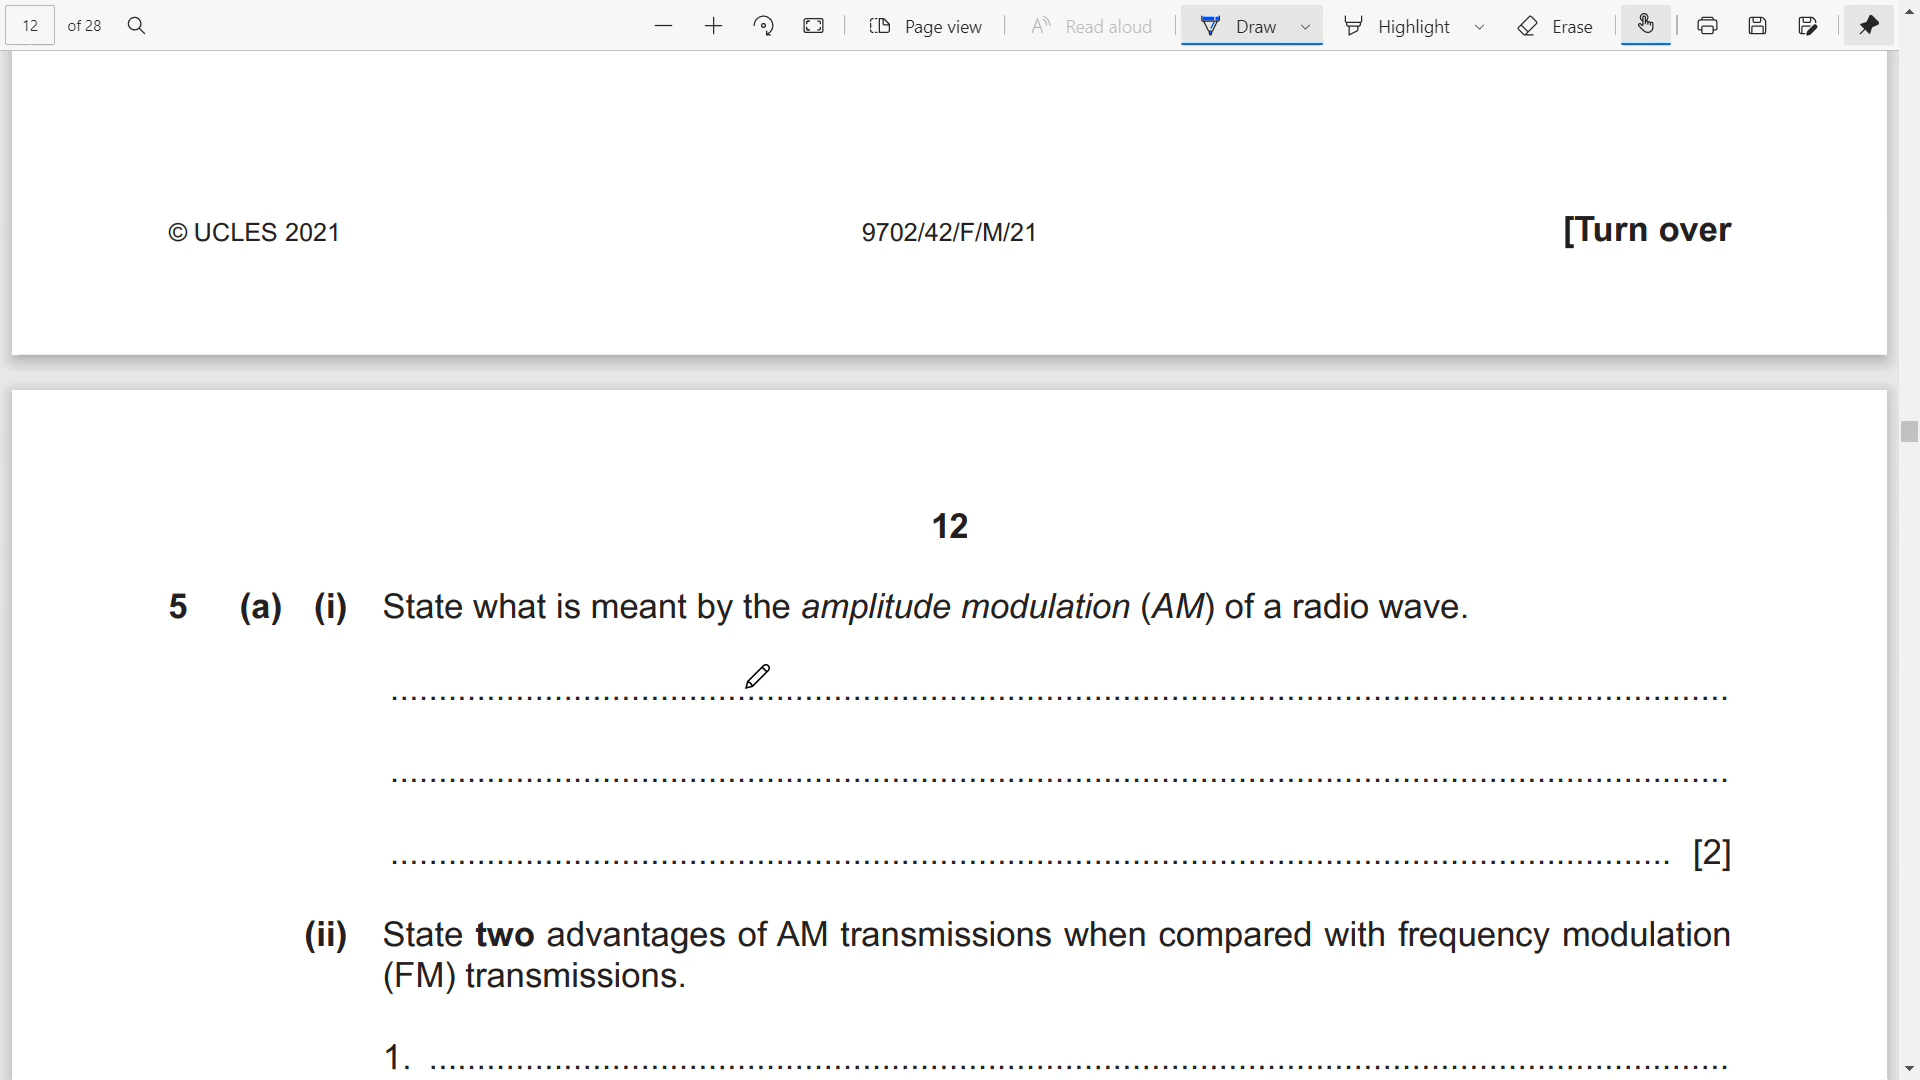 12 of 28 Page view Read aloud Draw Highlight Erase
© UCLES 2021 9702/42/F/M/21 [Turn over
12
5 (a) (i) State what is meant by the amplitude modulation (AM) of a radio wave.
................................................................................................................................
................................................................................................................................
.......................................................................................................................... [2]
(ii) State two advantages of AM transmissions when compared with frequency modulation
(FM) transmissions.
1. ............................................................................................................................